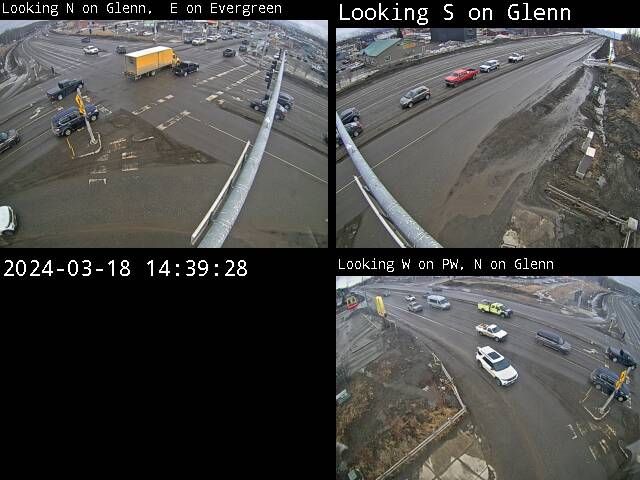 Looking N on Glenn,  E on Evergreen
Looking S on Glenn
2024-03-18 14:39:28
Looking W on PW, N on Glenn